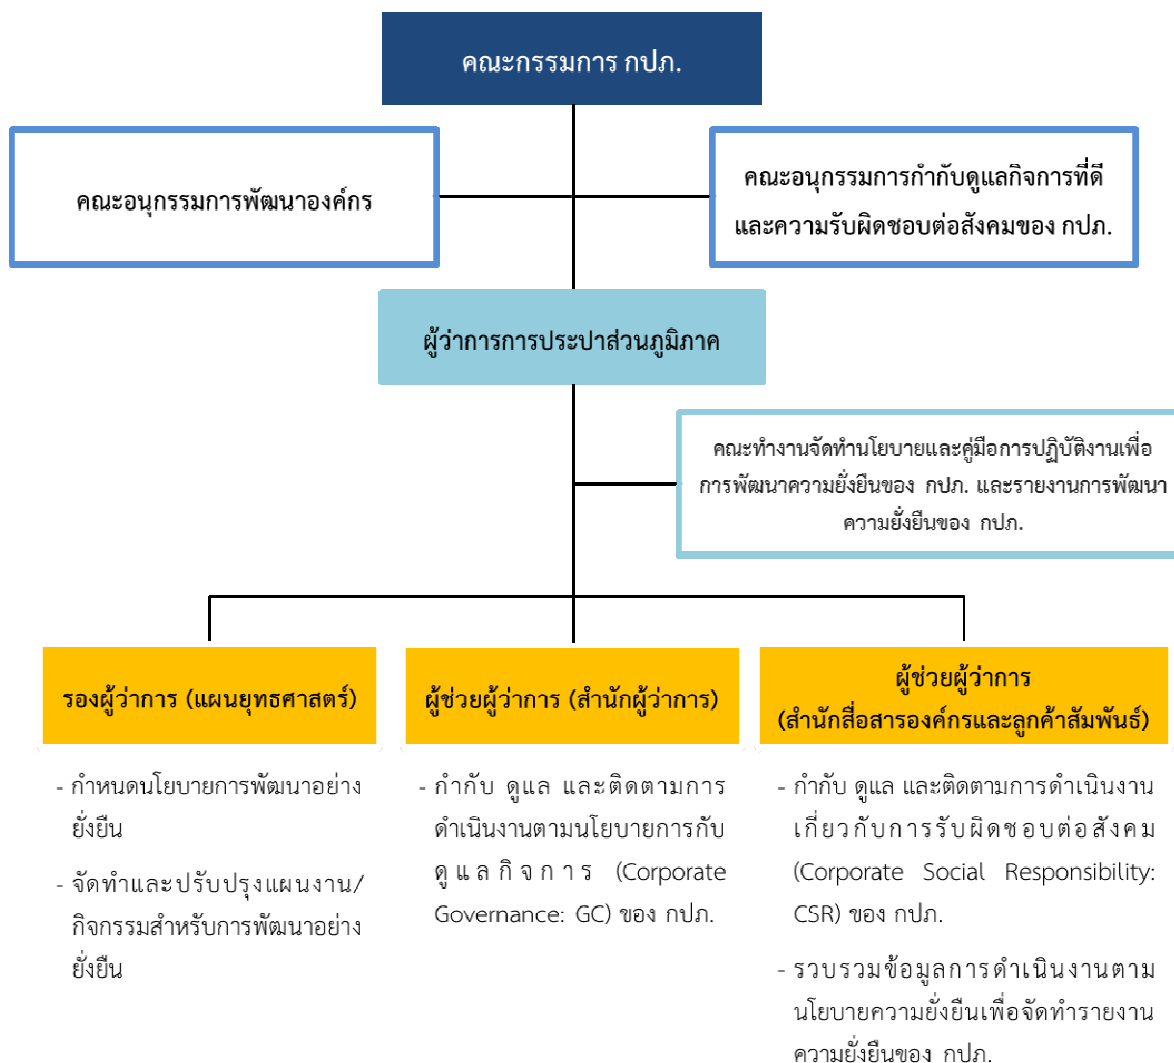 คณะกรรมการ กปภ.
คณะอนุกรรมการพัฒนาองค์กร
คณะอนุกรรมการกำกับดูแลกิจการที่ดี
และความรับผิดชอบต่อสังคมของ กปภ.
ผู้ว่าการการประปาส่วนภูมิภาค
คณะทำงานจัดทำนโยบายและคู่มือการปฏิบัติงานเพื่อ
การพัฒนาความยั่งยืนของ กปภ. และรายงานการพัฒนา
ความยั่งยืนของ กปภ.
รองผู้ว่าการ (แผนยุทธศาสตร์)
- กำหนดนโยบายการพัฒนาอย่าง
ยั่งยืน
- จัดทำและปรับปรุงแผนงาน/
กิจกรรมสำหรับการพัฒนาอย่าง
ยั่งยืน
ผู้ช่วยผู้ว่าการ (สำนักผู้ว่าการ)
- กำกับ ดูแล และติดตามการ
ดำเนินงานตามนโยบายการกับ
ดูแลกิจการ (Corporate
Governance: GC) ของ กปภ.
ผู้ช่วยผู้ว่าการ
(สำนักสื่อสารองค์กรและลูกค้าสัมพันธ์)
- กำกับ ดูแล และติดตามการดำเนินงาน
เกี่ยวกับการรับผิดชอบต่อสังคม
(Corporate Social Responsibility:
CSR) ของ กปภ.
- รวบรวมข้อมูลการดำเนินงานตาม
นโยบายความยั่งยืนเพื่อจัดทำรายงาน
ความยั่งยืนของ กปภ.